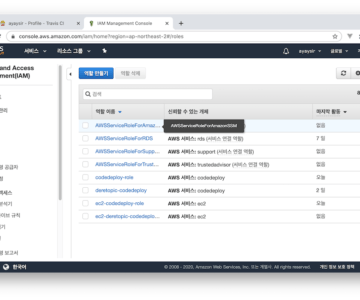 ayaysir - Profile - Travis CI
IAM Management Console
console.aws.amazon.com/iam/home?region=ap-northeast-2#/roles
서비스
리소스 그룹
ayaysir
글로벌
and Access
ment(IAM)
역할 만들기
역할 삭제
검색
역할 이름
신뢰할 수 있는 개체
마지막 활동
AWSServiceRoleForAmaz...
AWSServiceRoleForAmazonSSM
없음
AWSServiceRoleForRDS
AWS 서비스: rds (서비스 연결 역할)
7 일
AWSServiceRoleForSupp...
AWS 서비스: support (서비스 연결 역할)
없음
AWSServiceRoleForTrust...
AWS 서비스: trustedadvisor (서비스 연결 역할)
없음
codedeploy-role
AWS 서비스: codedeploy
오늘
deretopic-codedeploy
AWS 서비스: codedeploy
2 일
ec2-codedeploy-role
AWS 서비스: ec2
오늘
ec2-deretopic-codedeplo...
AWS 서비스: ec2
없음
한국어
© 2008 - 2020, Amazon Web Services, Inc. 또는 계열사. All rights reserved.
개인 정보 보호 정책